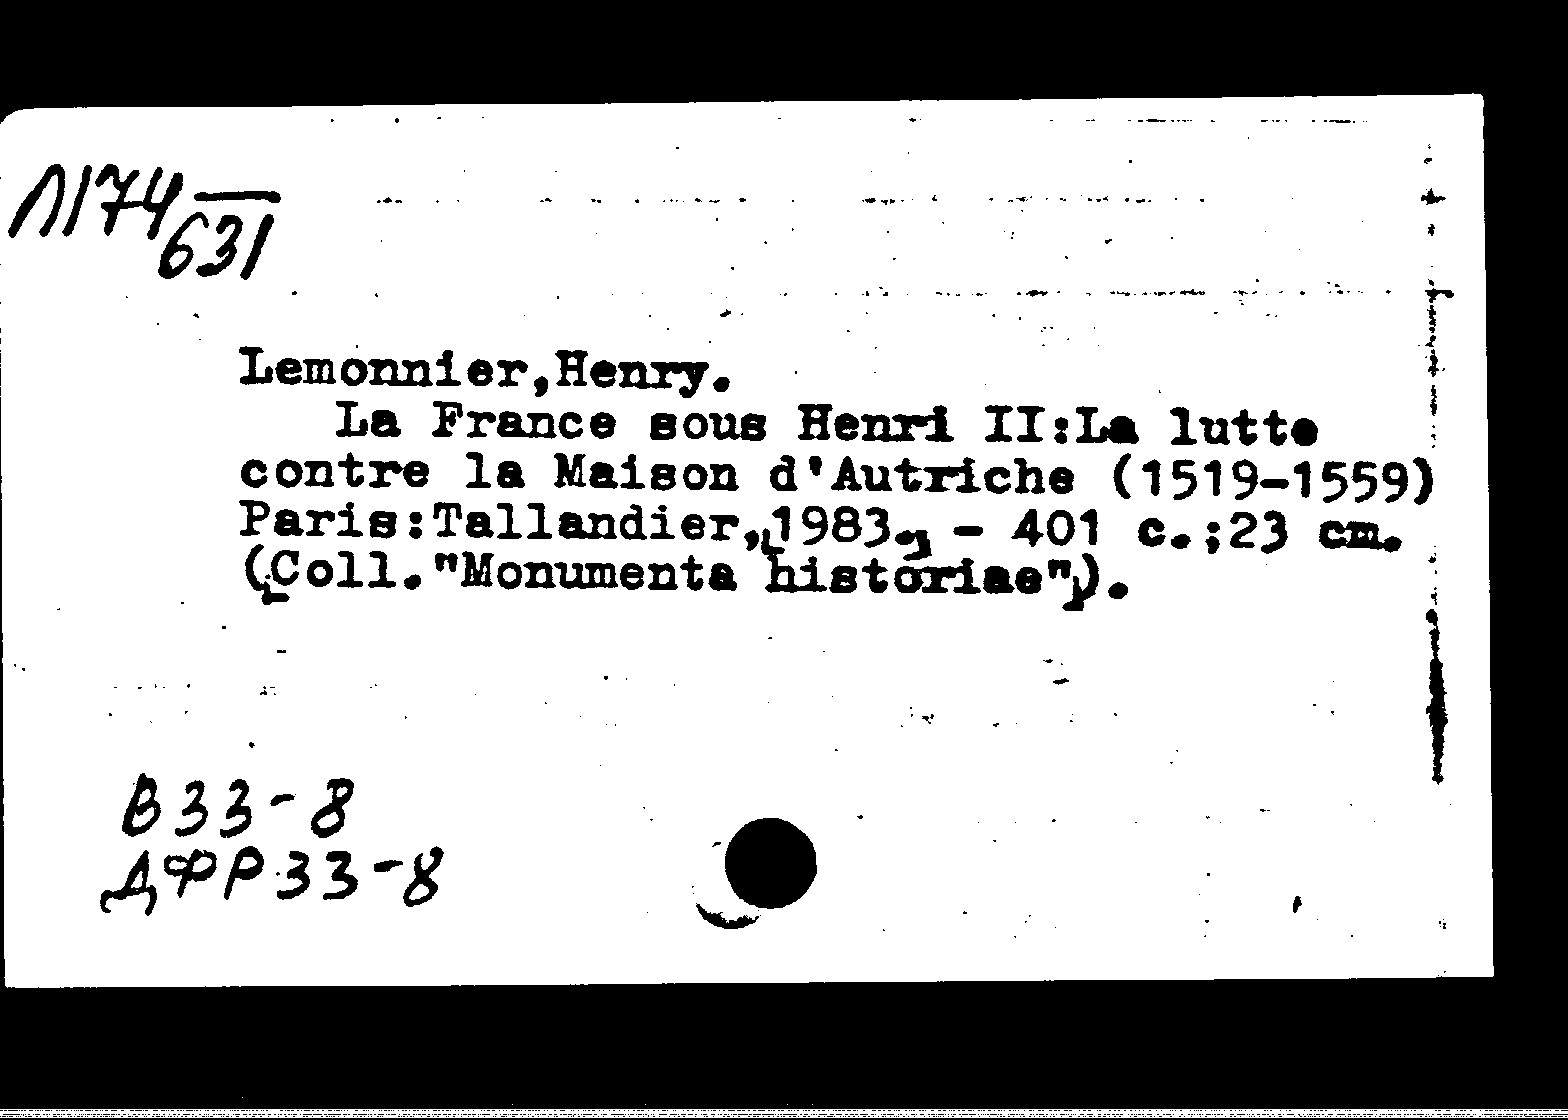 Л174
631
Lemonnier,Henry.
La France sous Henri II:La lutte
contre la Maison d'Autriche (1519-1559)
Paris:Tallandier,[1983.] - 401 c.;23 cm.
([Coll."Monumenta historiae"]).
В33-8
ДФР33-8